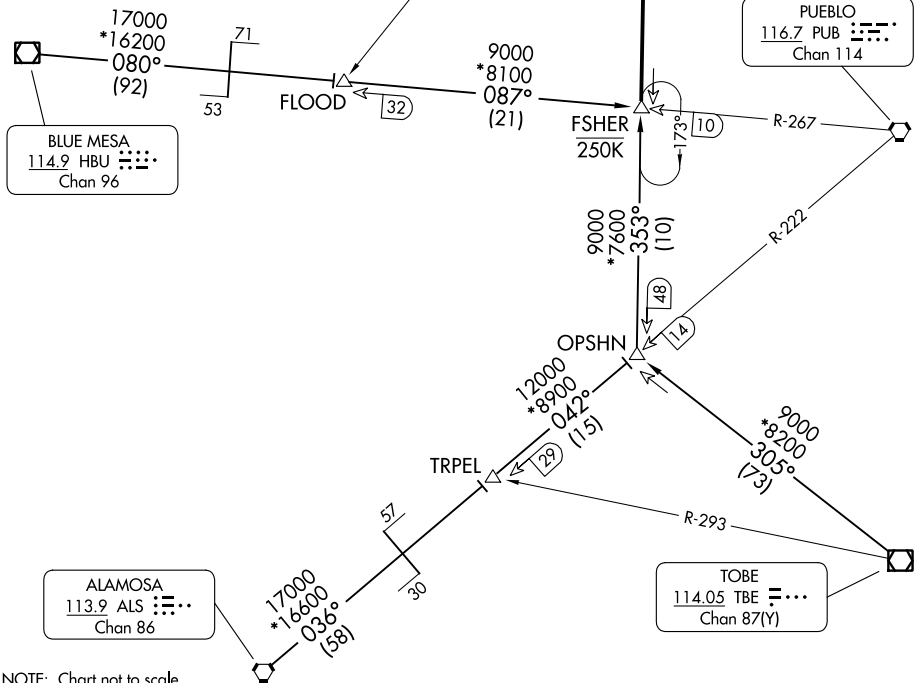 17000
*16200
080°
(92)
71
53
FLOOD
32
9000
*8100
087°
(21)
PUEBLO
116.7 PUB
Chan 114
FSHER
250K
173°
10
R-267
BLUE MESA
114.9 HBU
Chan 96
9000
*7600
353°
(10)
R-222
48
14
OPSHN
12000
*8900
042°
(15)
9000
*8200
305°
(73)
TRPEL
29
R-293
57
30
ALAMOSA
113.9 ALS
Chan 86
17000
*16600
036°
(58)
TOBE
114.05 TBE
Chan 87(Y)
NOTE: Chart not to scale